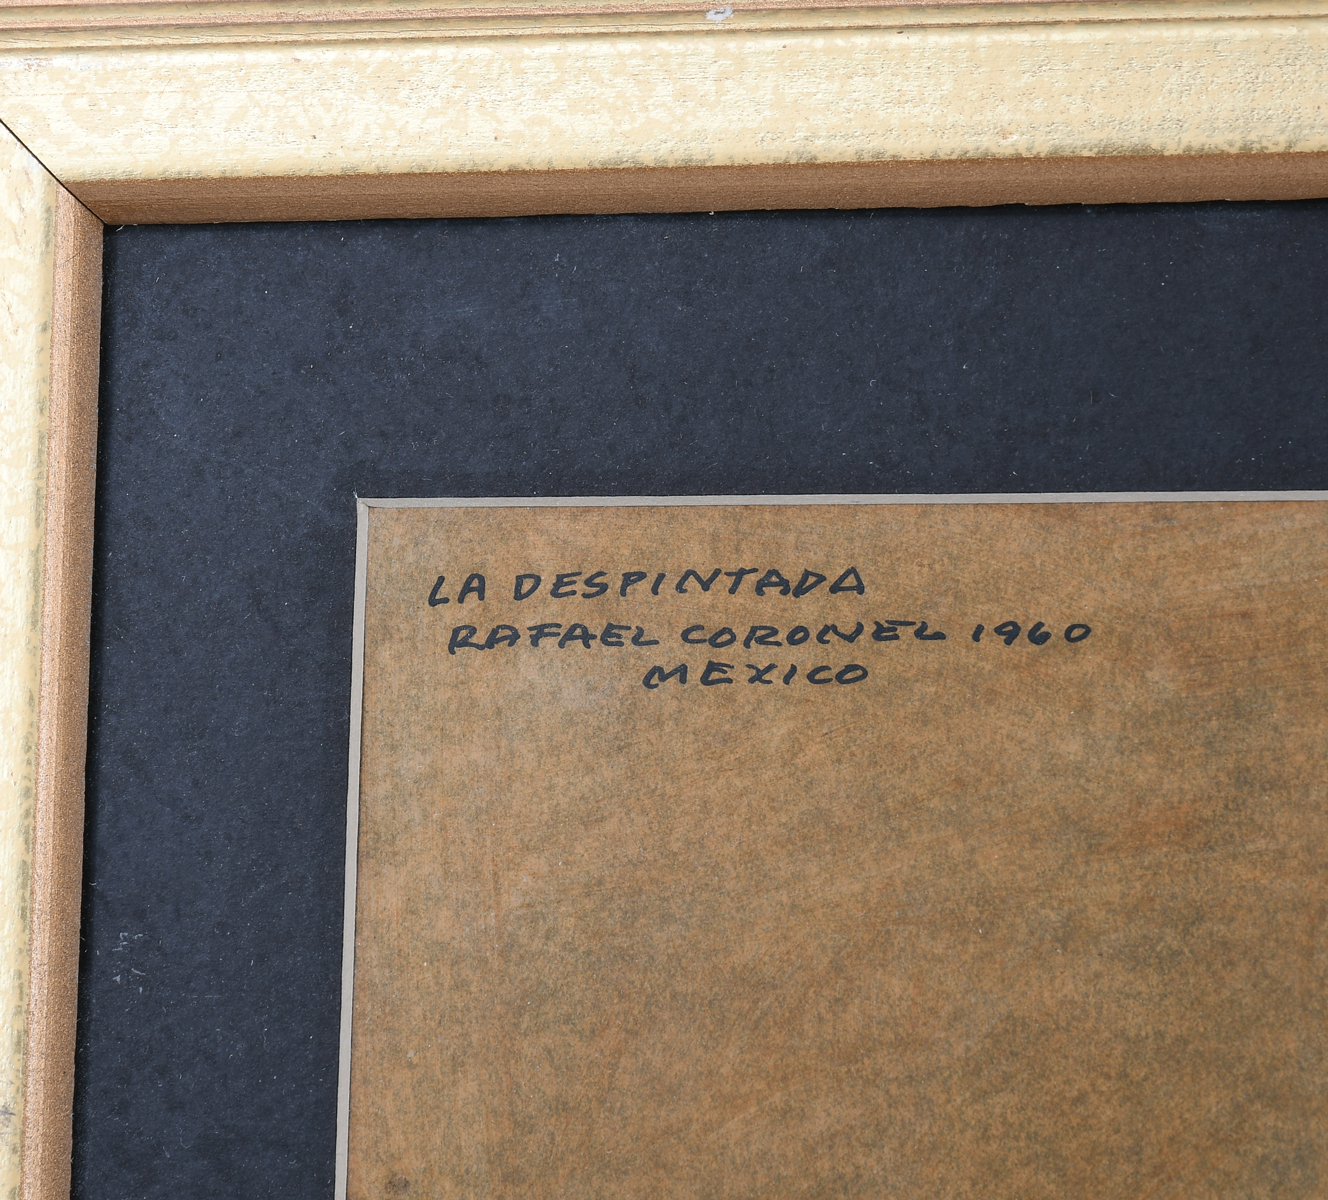 LA DESPINTADA
RAFAEL CORONEL 1960
MEXICO